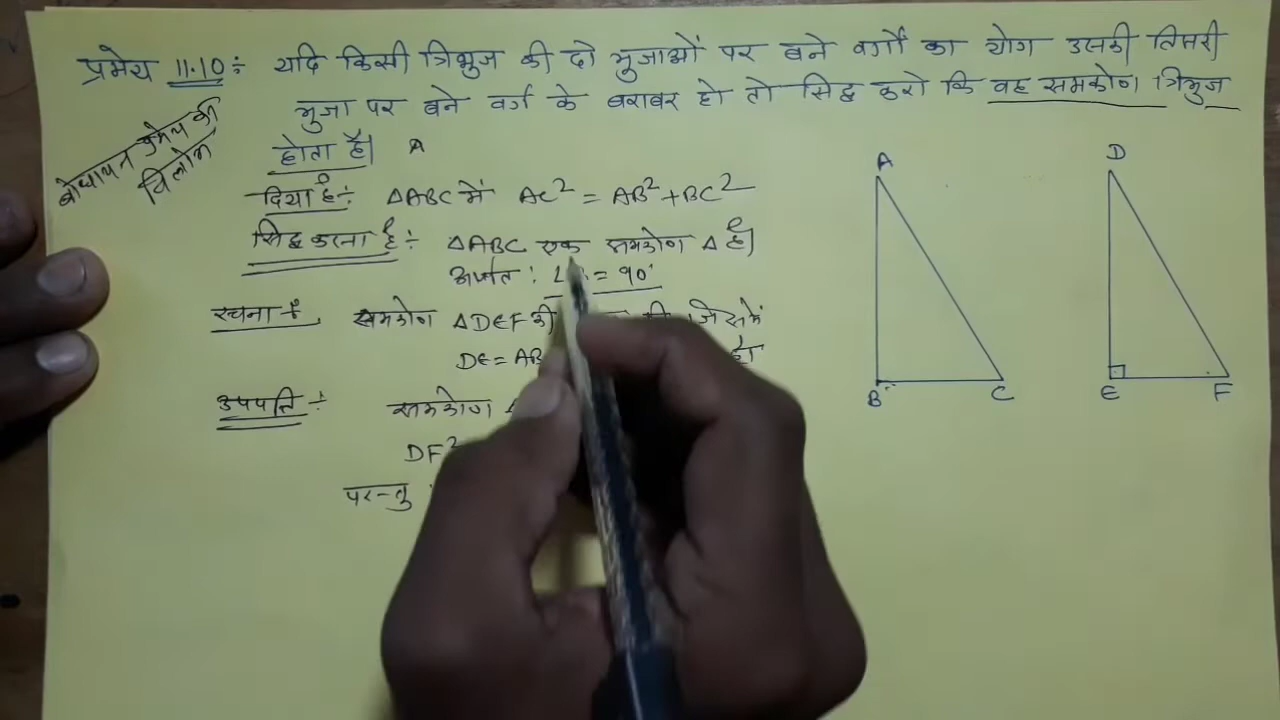 प्रमेय 11.10ः यदि किसी त्रिभुज की दो भुजाओं पर बने वर्गों का योग उसकी तिसरी
भुजा पर बने वर्ग के बराबर हो तो सिद्ध करो कि वह समकोण त्रिभुज
होता है। A
बोधायन प्रमेय की
विलोम
दिया है ÷ △ABC में AC² = AB² + BC²
सिद्ध करना है ÷ △ABC एक समकोण △ है।
अर्थात : ∠ = 90°
रचना ÷ समकोण △DEF की जिसमें
DE = AB हो
उपपति ÷ समकोण
DF²
परन्तु
A
B
C
D
E
F